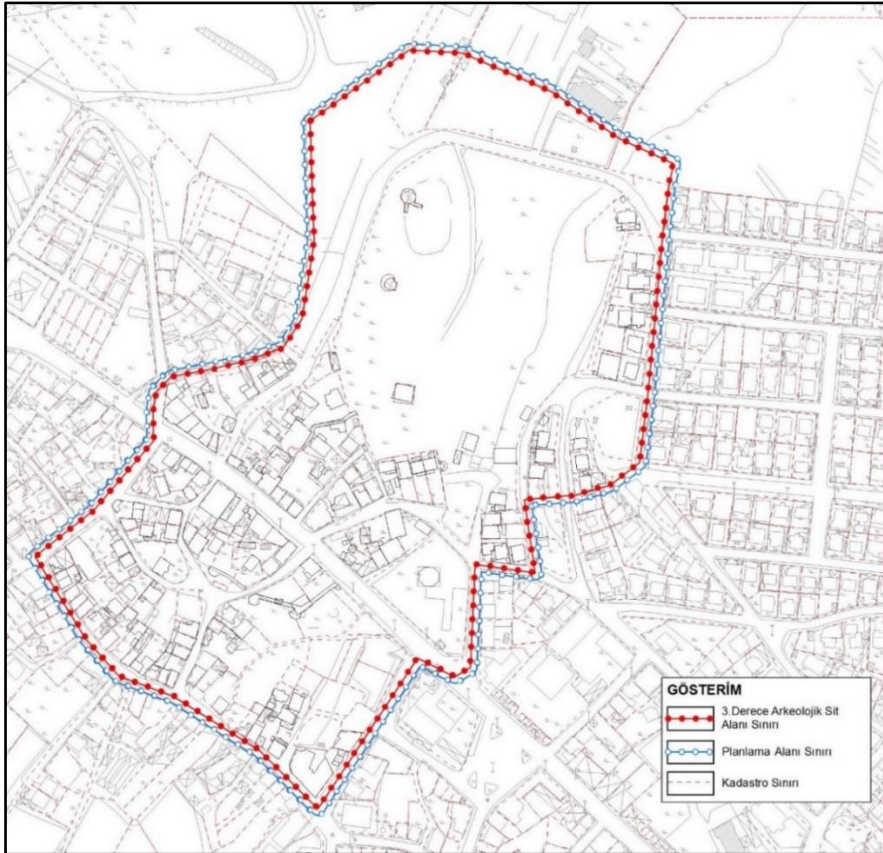 GÖSTERİM
3.Derece Arkeolojik Sit
Alanı Sınırı
Planlama Alanı Sınırı
Kadastro Sınırı